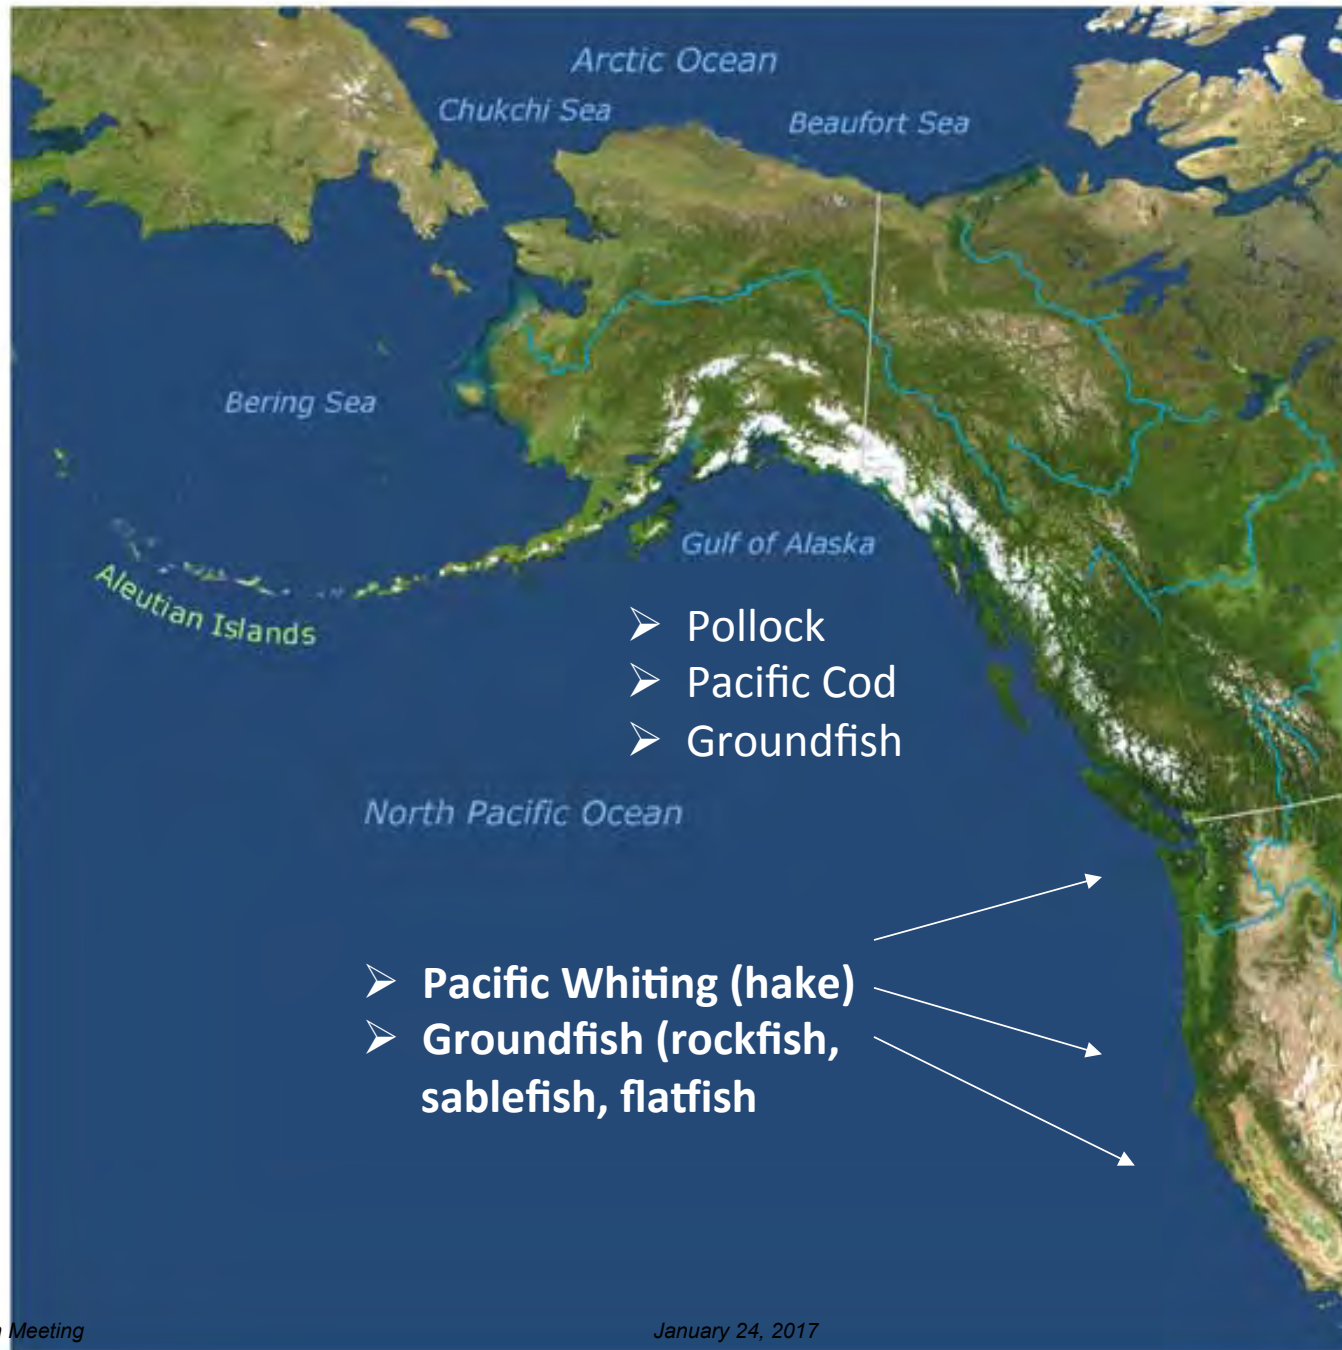 Arctic Ocean
Chukchi Sea
Beaufort Sea
Bering Sea
Gulf of Alaska
Aleutian Islands
➢ Pollock
➢ Pacific Cod
➢ Groundfish
North Pacific Ocean
➢ Pacific Whiting (hake)
➢ Groundfish (rockfish,
sablefish, flatfish
Meeting
January 24, 2017